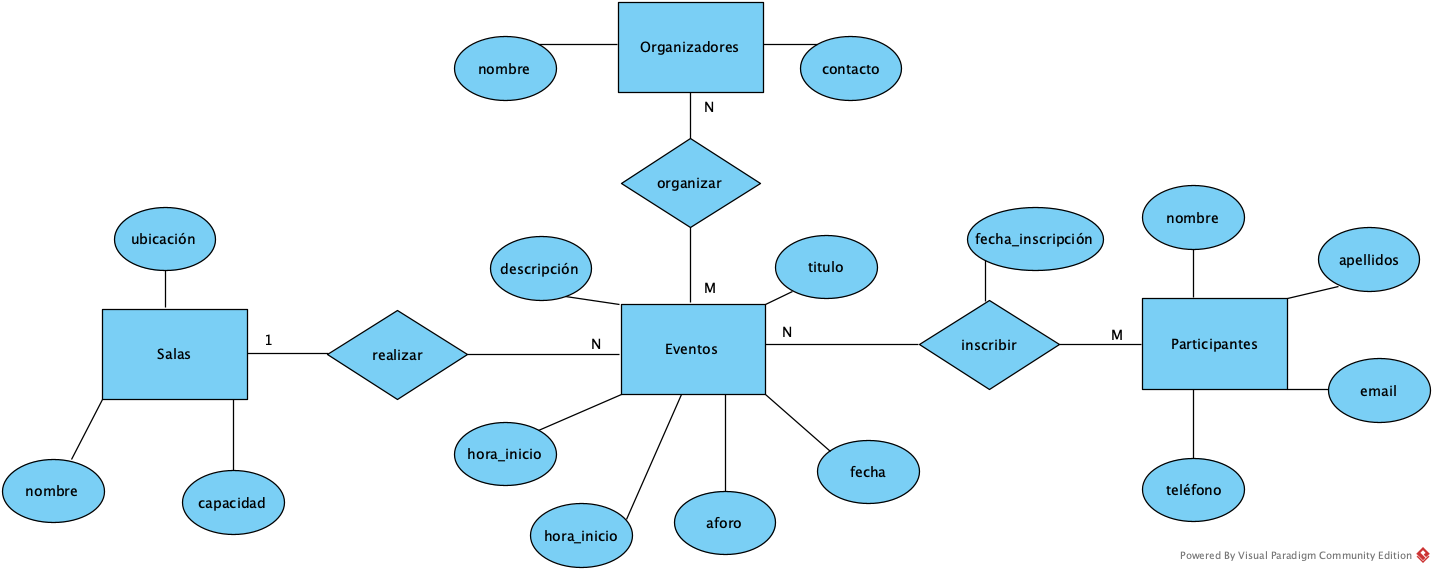 Organizadores
nombre
contacto
N
organizar
M
ubicación
descripción
titulo
fecha_inscripción
nombre
apellidos
Salas
1
realizar
N
Eventos
N
inscribir
M
Participantes
email
hora_inicio
fecha
nombre
capacidad
hora_inicio
aforo
teléfono
Powered By Visual Paradigm Community Edition